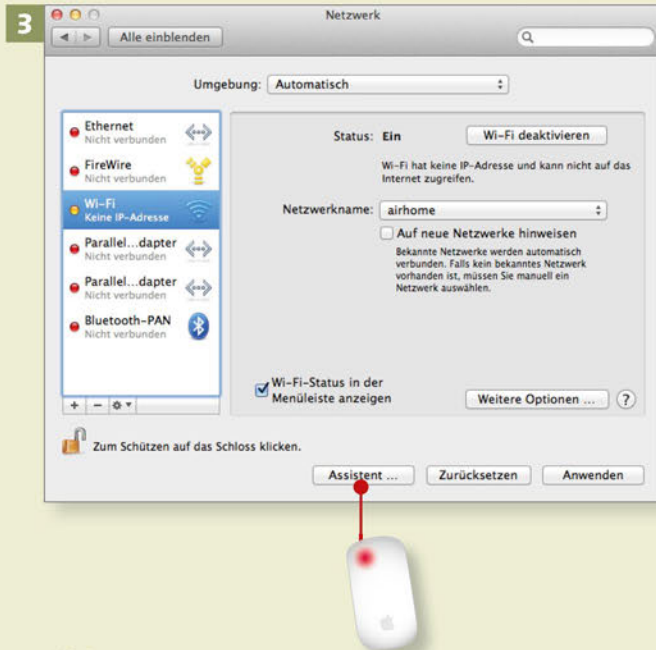 3
Netzwerk
Alle einblenden
Umgebung: Automatisch
Ethernet
Nicht verbunden
FireWire
Nicht verbunden
Wi-Fi
Keine IP-Adresse
Parallel...dapter
Nicht verbunden
Parallel...dapter
Nicht verbunden
Bluetooth-PAN
Nicht verbunden
Status: Ein
Wi-Fi deaktivieren
Wi-Fi hat keine IP-Adresse und kann nicht auf das
Internet zugreifen.
Netzwerkname: airhome
Auf neue Netzwerke hinweisen
Bekannte Netzwerke werden automatisch
verbunden. Falls kein bekanntes Netzwerk
vorhanden ist, müssen Sie manuell ein
Netzwerk auswählen.
Wi-Fi-Status in der
Menüleiste anzeigen
Weitere Optionen ... ?
+ −
Zum Schützen auf das Schloss klicken.
Assistent ... Zurücksetzen Anwenden